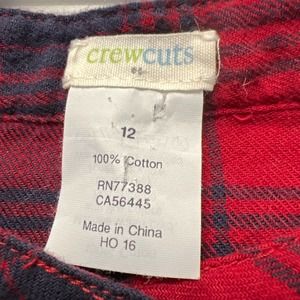 crewcuts
12
100% Cotton
RN77388
CA56445
Made in China
HO 16